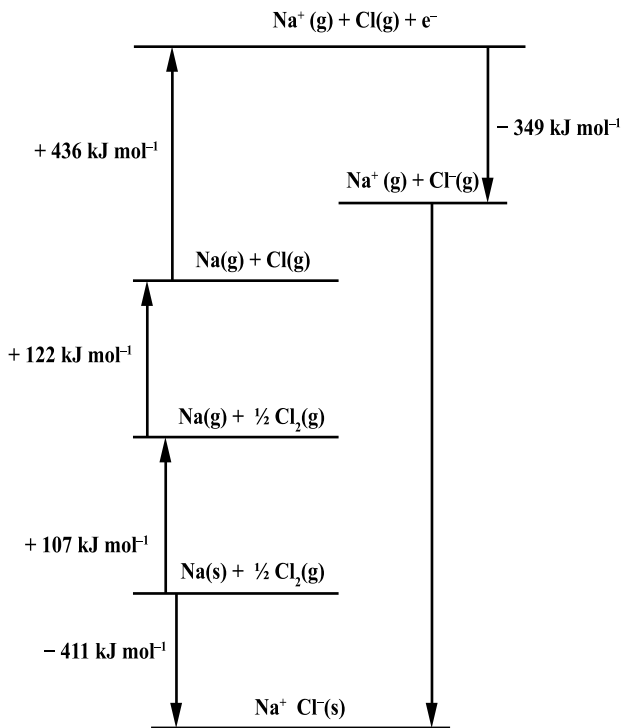 Na⁺ (g) + Cl(g) + e⁻
− 349 kJ mol⁻¹
+ 436 kJ mol⁻¹
Na⁺ (g) + Cl⁻(g)
Na(g) + Cl(g)
+ 122 kJ mol⁻¹
Na(g) + ½ Cl₂(g)
+ 107 kJ mol⁻¹
Na(s) + ½ Cl₂(g)
− 411 kJ mol⁻¹
Na⁺ Cl⁻(s)